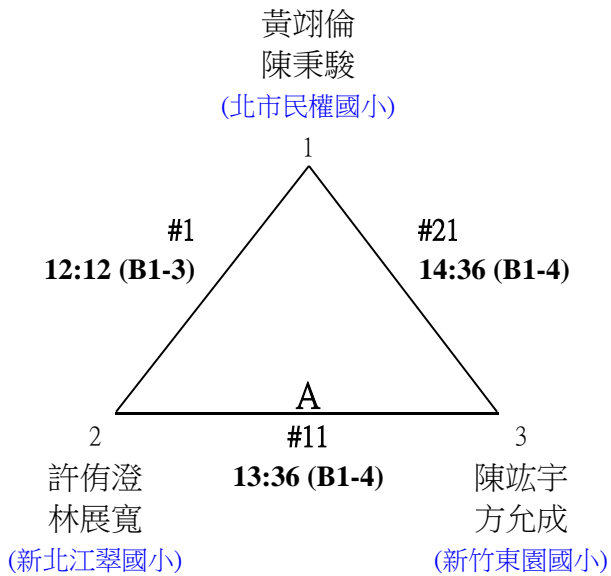 黃翊倫
陳秉駿
(北市民權國小)
1
#1
12:12 (B1-3)
#21
14:36 (B1-4)
A
2
#11
3
許侑澄
13:36 (B1-4)
陳竑宇
林展寬
方允成
(新北江翠國小)
(新竹東園國小)